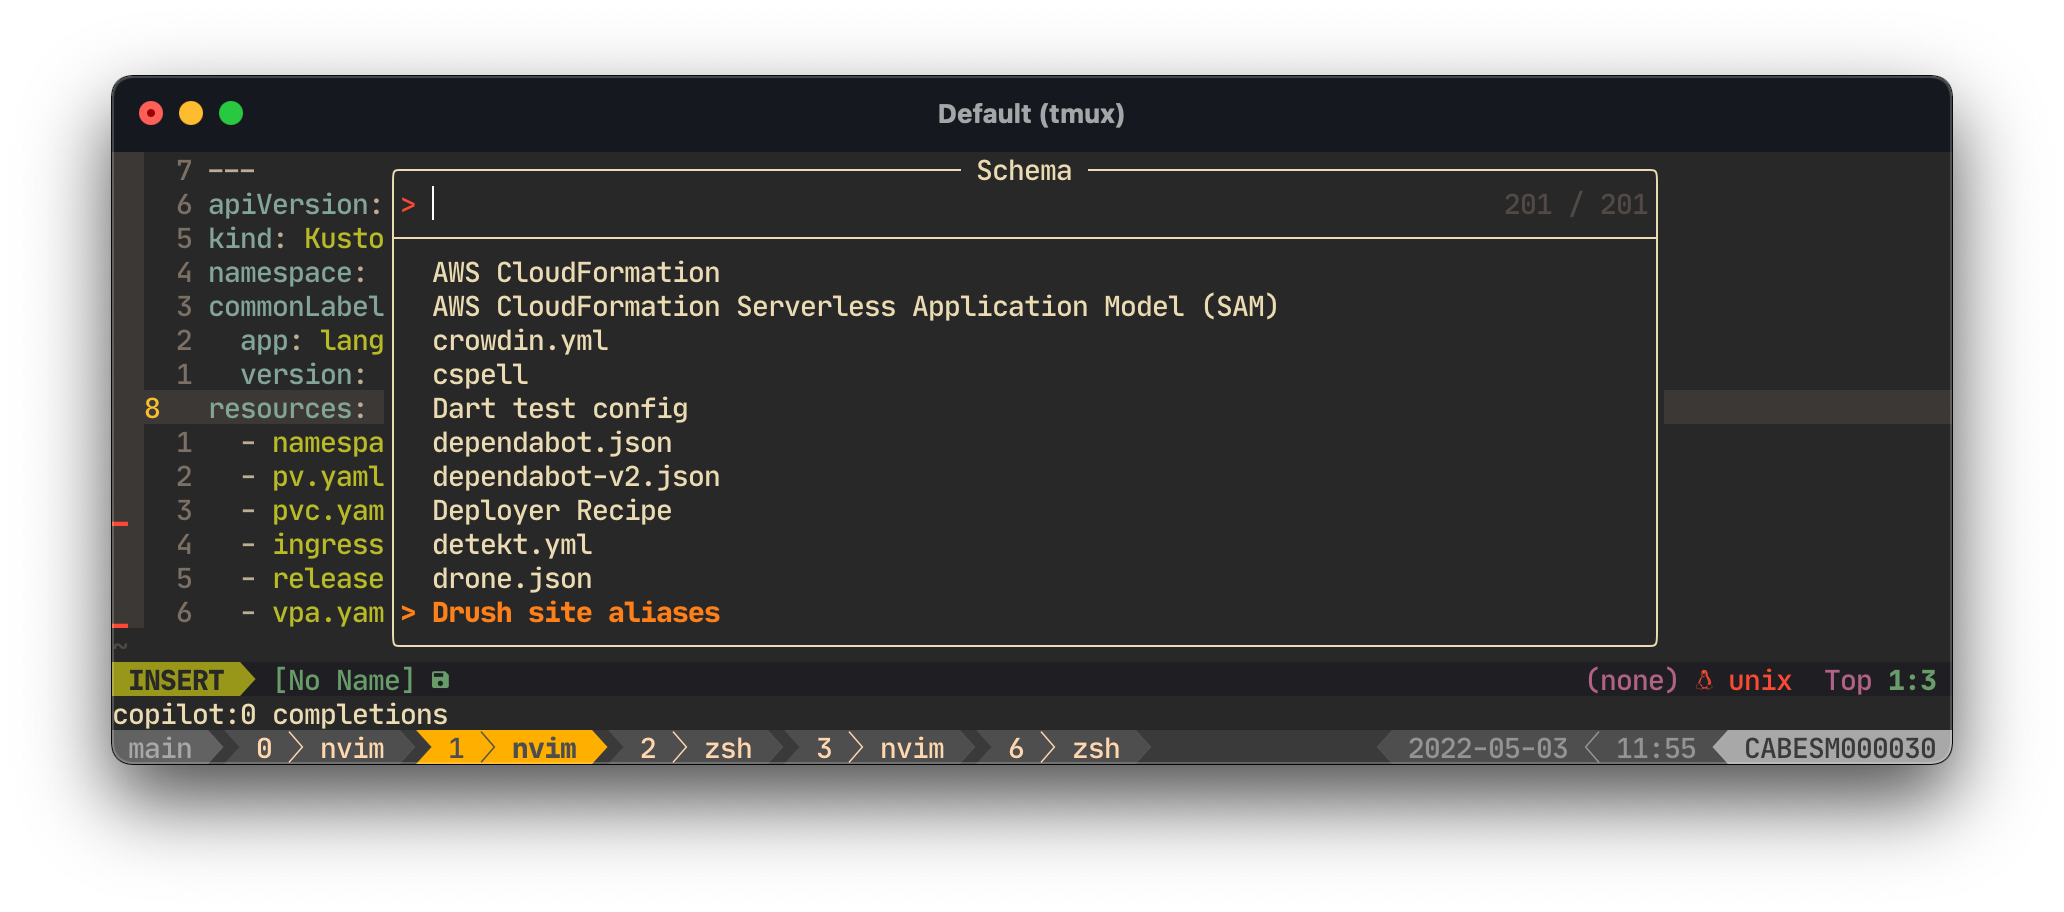 Default (tmux)
Schema
7 ---
6 apiVersion: > 201 / 201
5 kind: Kusto
4 namespace: AWS CloudFormation
3 commonLabel AWS CloudFormation Serverless Application Model (SAM)
2 app: lang crowdin.yml
1 version: cspell
8 resources: Dart test config
1 - namespa dependabot.json
2 - pv.yaml dependabot-v2.json
3 - pvc.yam Deployer Recipe
4 - ingress detekt.yml
5 - release drone.json
6 - vpa.yam > Drush site aliases
~
INSERT [No Name] (none) unix Top 1:3
copilot:0 completions
main 0 nvim 1 nvim 2 zsh 3 nvim 6 zsh 2022-05-03 11:55 CABESM000030